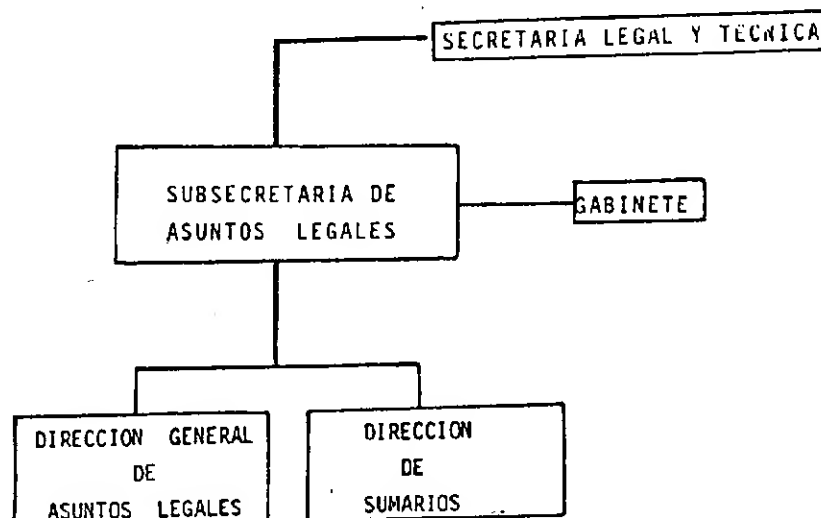 SECRETARIA LEGAL Y TECNICA
SUBSECRETARIA DE
ASUNTOS LEGALES
GABINETE
DIRECCION GENERAL
DE
ASUNTOS LEGALES
DIRECCION
DE
SUMARIOS